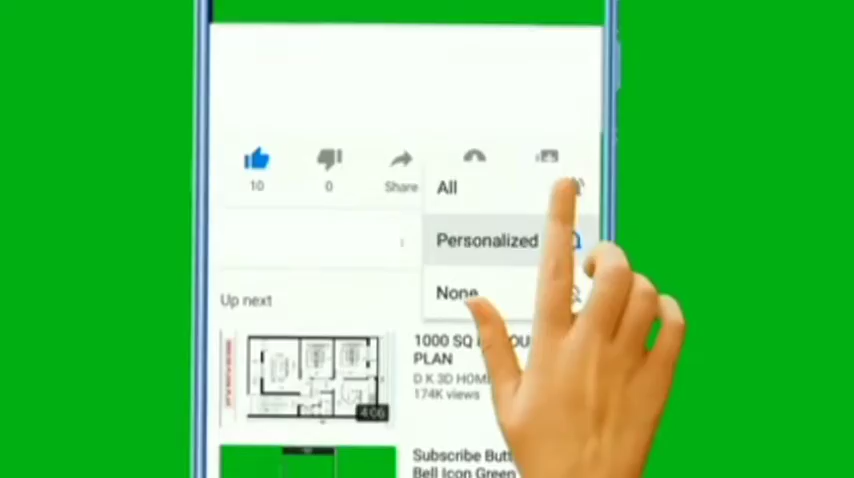 10
0
Share
All
Personalized
None
Up next
1000 SQ
PLAN
D K 3D HOM
174K views
4:06
Subscribe Butt
Bell Icon Green